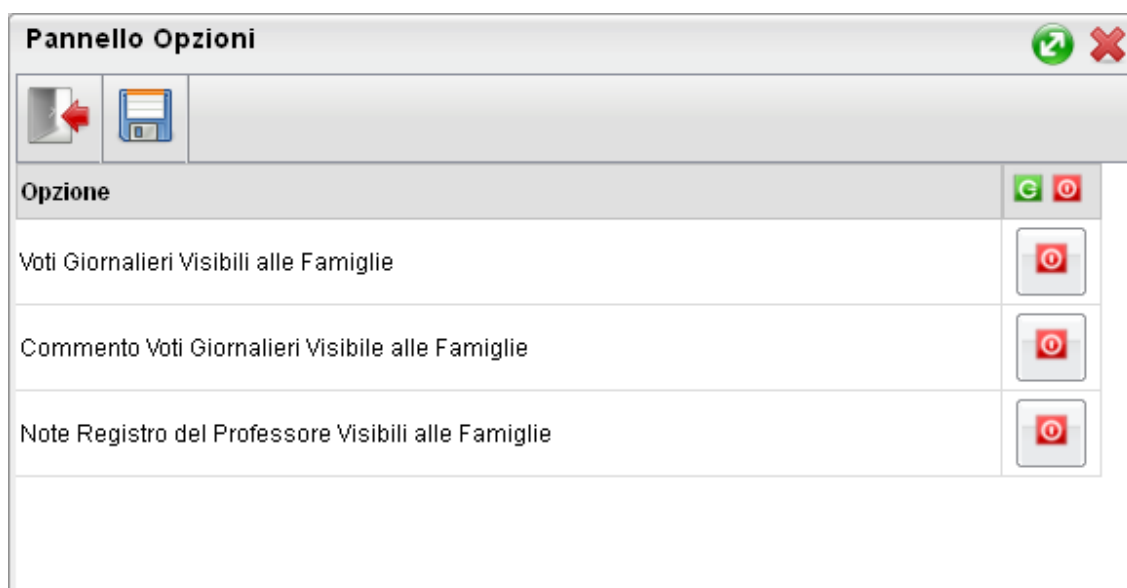 Pannello Opzioni
Opzione
Voti Giornalieri Visibili alle Famiglie
Commento Voti Giornalieri Visibile alle Famiglie
Note Registro del Professore Visibili alle Famiglie